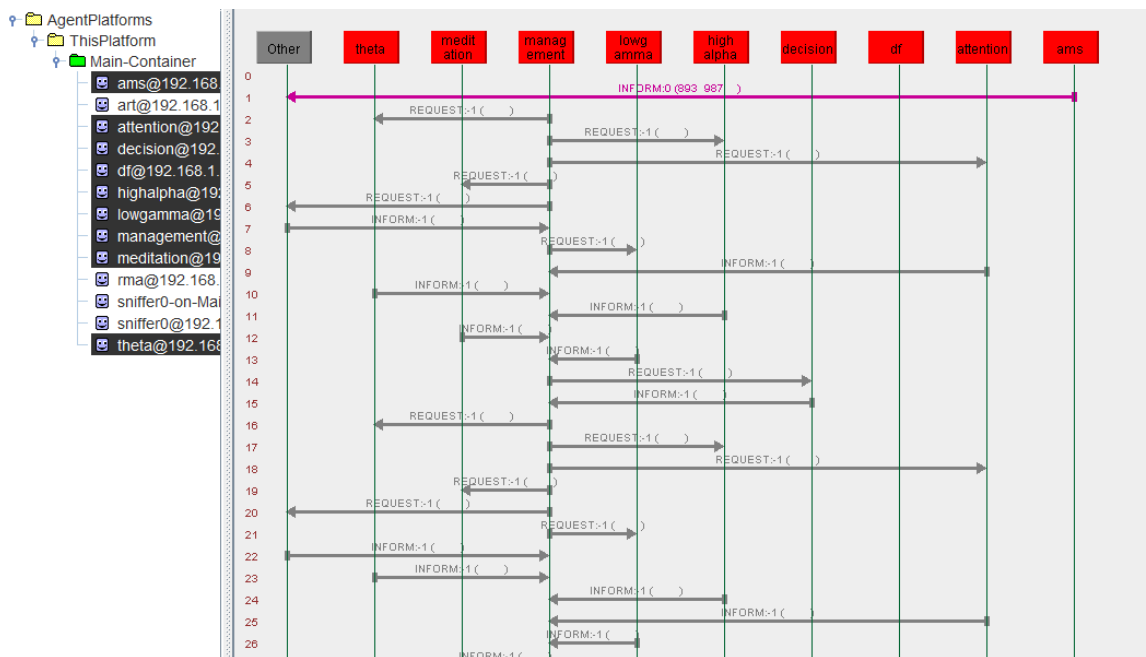 AgentPlatforms
ThisPlatform
Main-Container
ams@192.168.
art@192.168.1
attention@192
decision@192.
df@192.168.1.
highalpha@19
lowgamma@19
management@
meditation@19
rma@192.168.
sniffer0-on-Mai
sniffer0@192.1
theta@192.168
Other
theta
medit
ation
manag
ement
lowg
amma
high
alpha
decision
df
attention
ams
0
1 INFORM:0 (893 987 )
2 REQUEST:-1 ( )
3 REQUEST:-1 ( )
4 REQUEST:-1 ( )
5 REQUEST:-1 ( )
6 REQUEST:-1 ( )
7 INFORM:-1 ( )
8 REQUEST:-1 ( )
9 INFORM:-1 ( )
10 INFORM:-1 ( )
11 INFORM:-1 ( )
12 INFORM:-1 ( )
13 INFORM:-1 ( )
14 REQUEST:-1 ( )
15 INFORM:-1 ( )
16 REQUEST:-1 ( )
17 REQUEST:-1 ( )
18 REQUEST:-1 ( )
19 REQUEST:-1 ( )
20 REQUEST:-1 ( )
21 REQUEST:-1 ( )
22 INFORM:-1 ( )
23 INFORM:-1 ( )
24 INFORM:-1 ( )
25 INFORM:-1 ( )
26 INFORM:-1 (
INFORM:-1 ( )